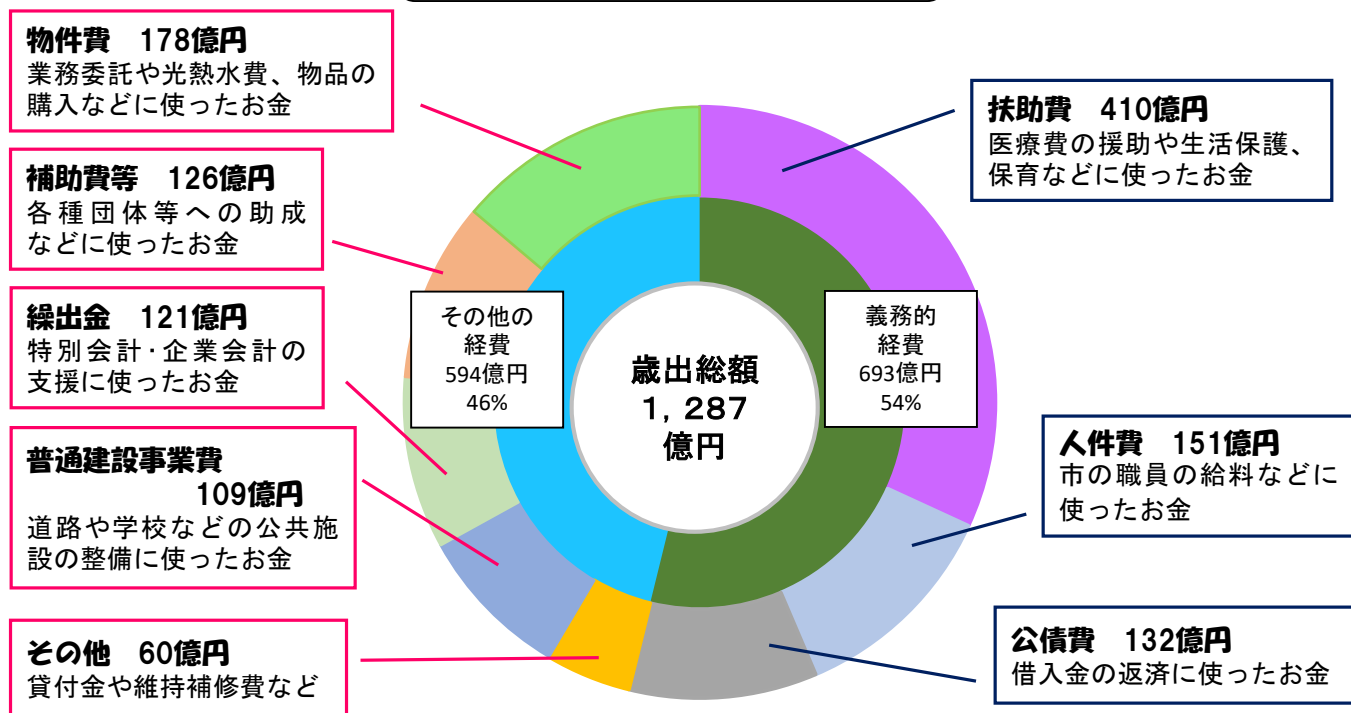 物件費　178億円
業務委託や光熱水費、物品の
購入などに使ったお金
補助費等　126億円
各種団体等への助成
などに使ったお金
繰出金　121億円
特別会計・企業会計の
支援に使ったお金
普通建設事業費
109億円
道路や学校などの公共施
設の整備に使ったお金
その他　60億円
貸付金や維持補修費など
その他の
経費
594億円
46%
歳出総額
1,287
億円
義務的
経費
693億円
54%
扶助費　410億円
医療費の援助や生活保護、
保育などに使ったお金
人件費　151億円
市の職員の給料などに
使ったお金
公債費　132億円
借入金の返済に使ったお金